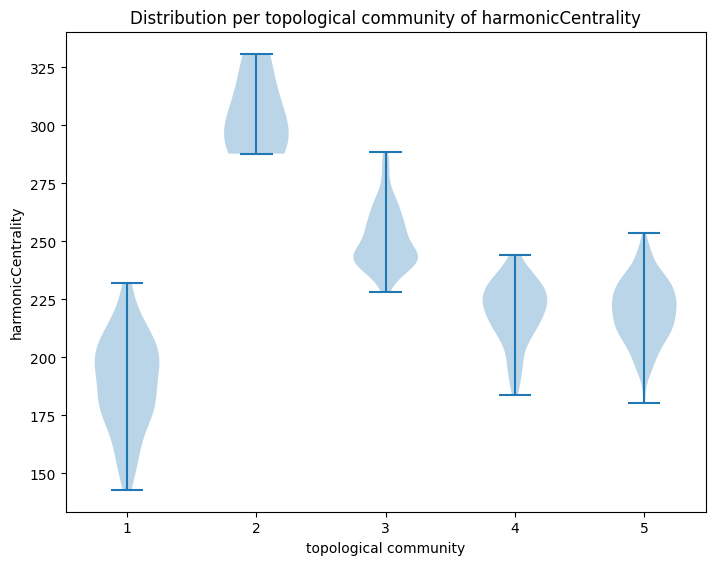 Distribution per topological community of harmonicCentrality
harmonicCentrality
325
300
275
250
225
200
175
150
1 2 3 4 5
topological community